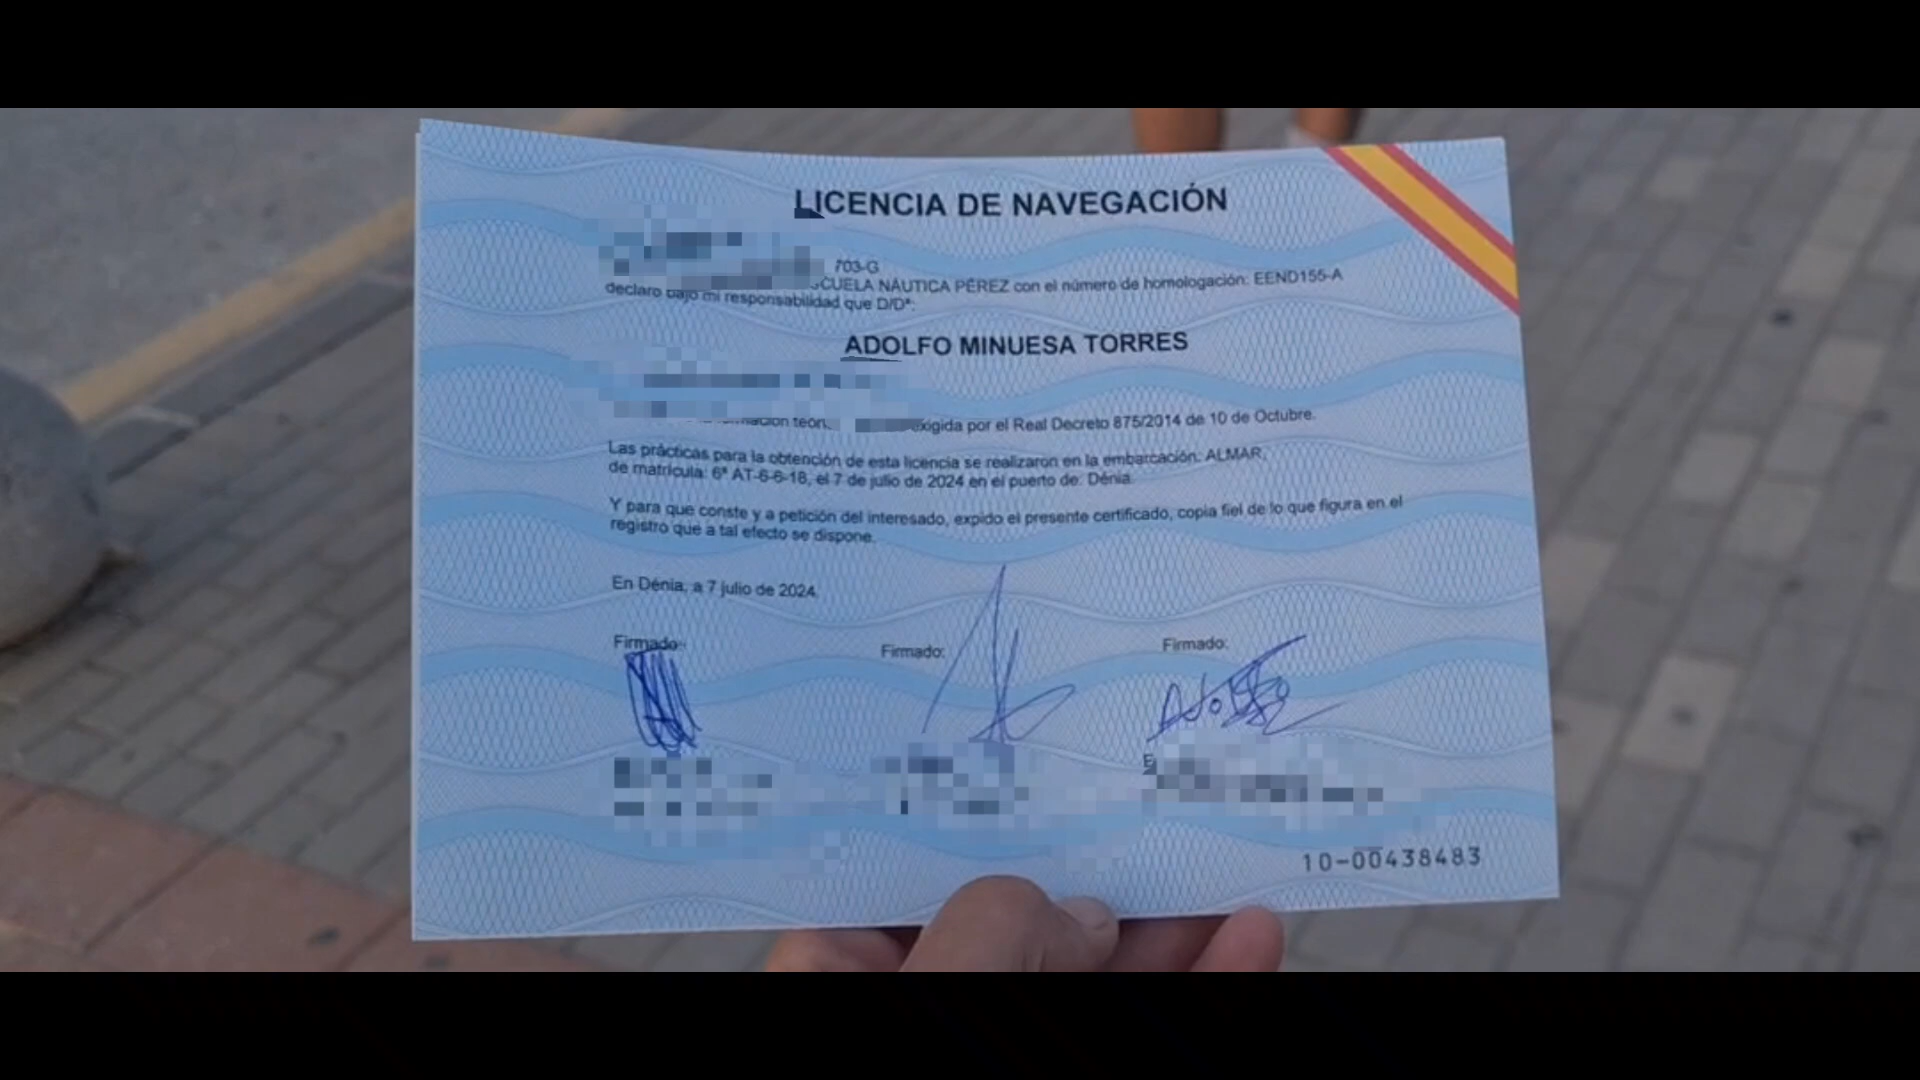 LICENCIA DE NAVEGACIÓN
703-G
ESCUELA NÁUTICA PÉREZ con el número de homologación: EEND155-A
declaro bajo mi responsabilidad que D/Dª:
ADOLFO MINUESA TORRES
exigida por el Real Decreto 875/2014 de 10 de Octubre.
Las prácticas para la obtención de esta licencia se realizaron en la embarcación: ALMAR,
de matrícula: 6ª AT-6-6-18, el 7 de julio de 2024 en el puerto de: Dénia.
Y para que conste y a petición del interesado, expido el presente certificado, copia fiel de lo que figura en el
registro que a tal efecto se dispone.
En Dénia, a 7 julio de 2024
Firmado:
Firmado:
Firmado:
10-00438483